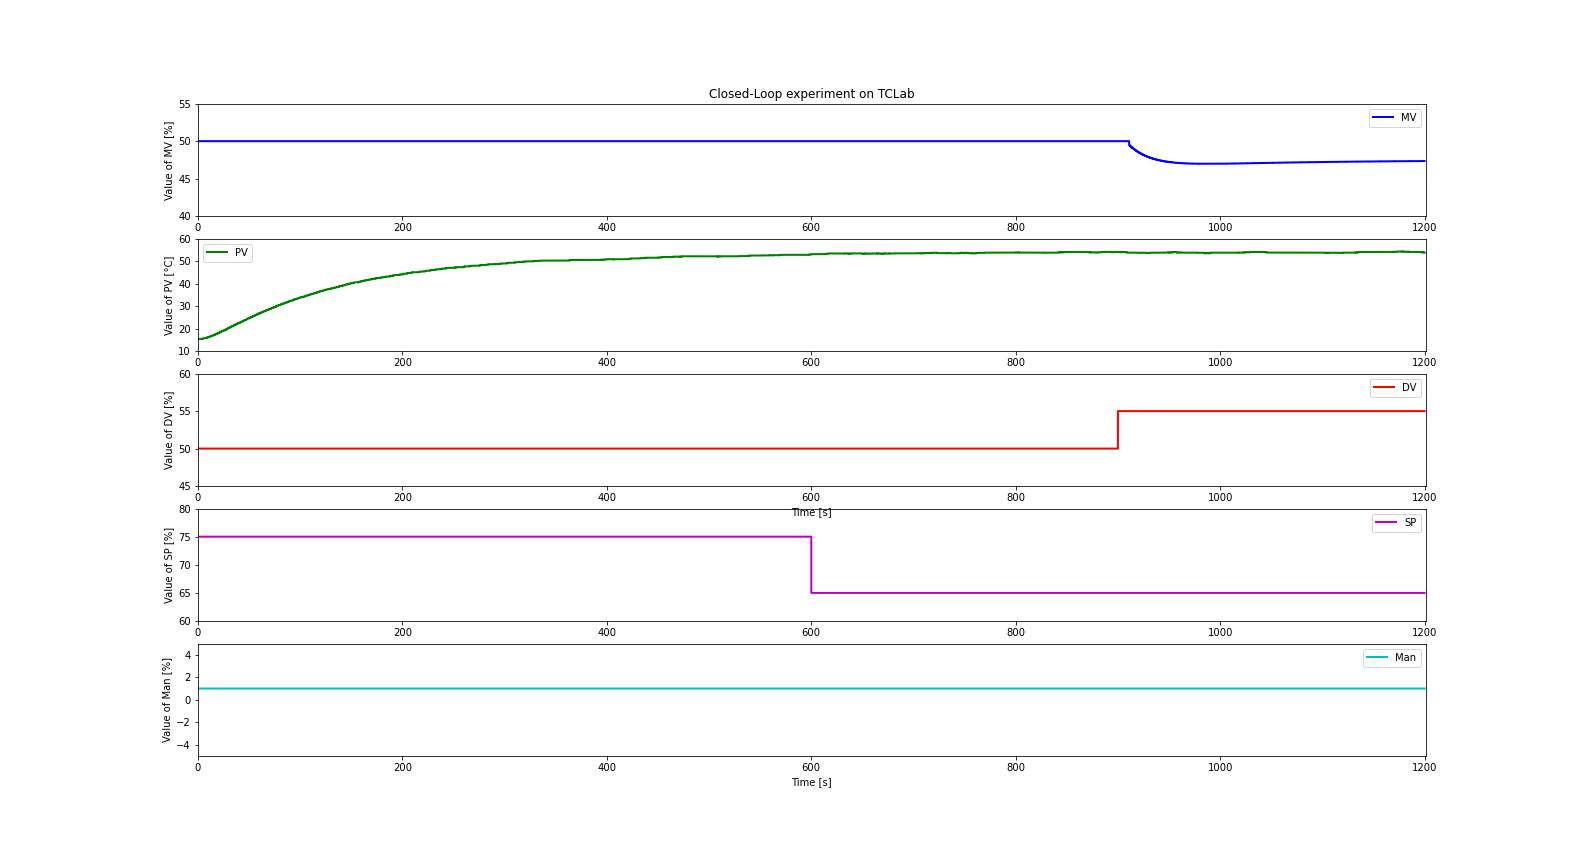 Closed-Loop experiment on TCLab
Value of MV [%]
55
50
45
40
MV
0 200 400 600 800 1000 1200
Value of PV [°C]
60
50
40
30
20
10
PV
0 200 400 600 800 1000 1200
Value of DV [%]
60
55
50
45
DV
0 200 400 600 800 1000 1200
Time [s]
Value of SP [%]
80
75
70
65
60
SP
0 200 400 600 800 1000 1200
Value of Man [%]
4
2
0
−2
−4
Man
0 200 400 600 800 1000 1200
Time [s]